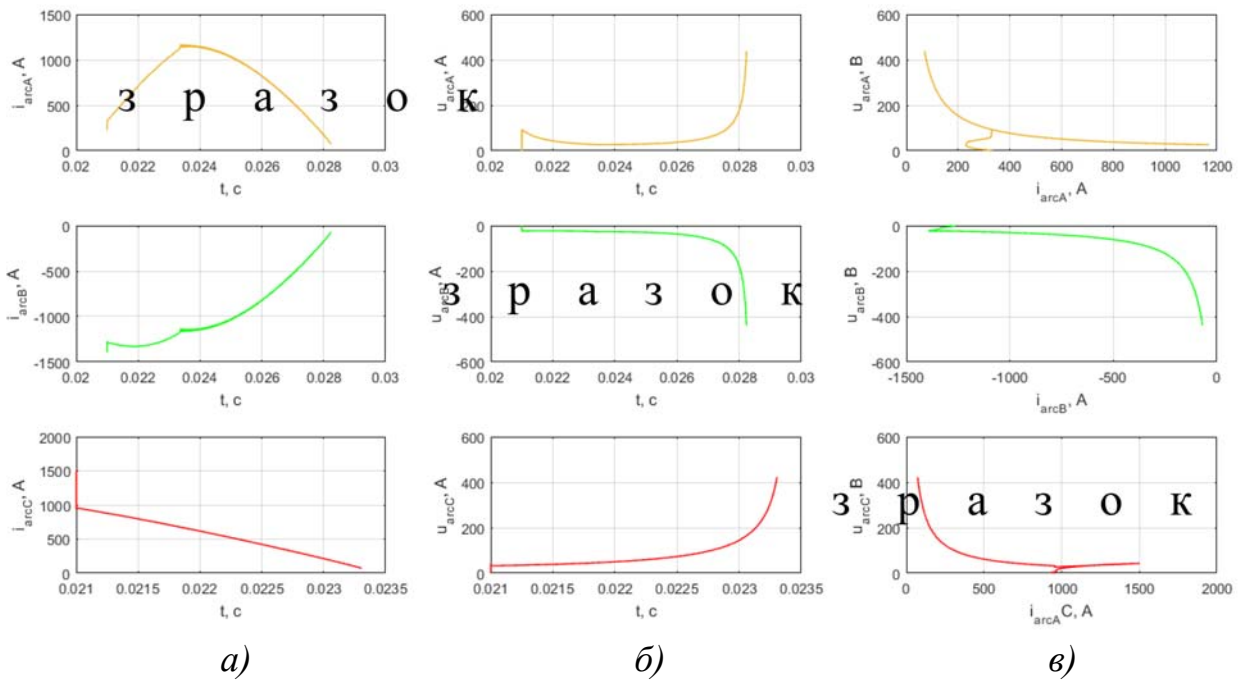 i_arcA, A
1500
1000
500
0
0.02 0.022 0.024 0.026 0.028 0.03
t, c
u_arcA, A
600
400
200
0
0.02 0.022 0.024 0.026 0.028 0.03
t, c
u_arcA, B
600
400
200
0
0 200 400 600 800 1000 1200
i_arcA, A
з р а з о к
i_arcB, A
0
-500
-1000
-1500
0.02 0.022 0.024 0.026 0.028 0.03
t, c
u_arcB, A
0
-200
-400
-600
0.02 0.022 0.024 0.026 0.028 0.03
t, c
u_arcB, B
0
-200
-400
-600
-1500 -1000 -500 0
i_arcB, A
з р а з о к
i_arcC, A
2000
1500
1000
500
0
0.021 0.0215 0.022 0.0225 0.023 0.0235
t, c
u_arcC, A
600
400
200
0
0.021 0.0215 0.022 0.0225 0.023 0.0235
t, c
u_arcC, B
600
400
200
0
0 500 1000 1500 2000
i_arcA C, A
з р а з о к
а) б) в)